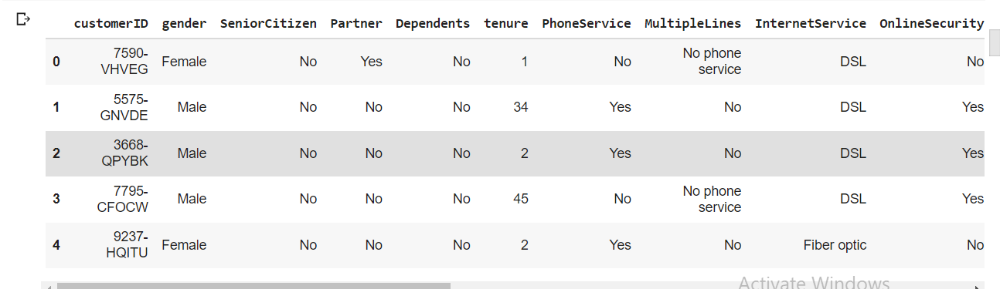 customerID gender SeniorCitizen Partner Dependents tenure PhoneService MultipleLines InternetService OnlineSecurity
0 7590-VHVEG Female No Yes No 1 No No phone service DSL No
1 5575-GNVDE Male No No No 34 Yes No DSL Yes
2 3668-QPYBK Male No No No 2 Yes No DSL Yes
3 7795-CFOCW Male No No No 45 No No phone service DSL Yes
4 9237-HQITU Female No No No 2 Yes No Fiber optic No
Activate Windows